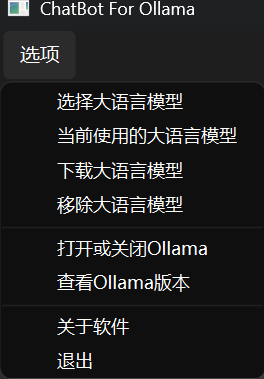 ChatBot For Ollama
选项
选择大语言模型
当前使用的大语言模型
下载大语言模型
移除大语言模型
打开或关闭Ollama
查看Ollama版本
关于软件
退出